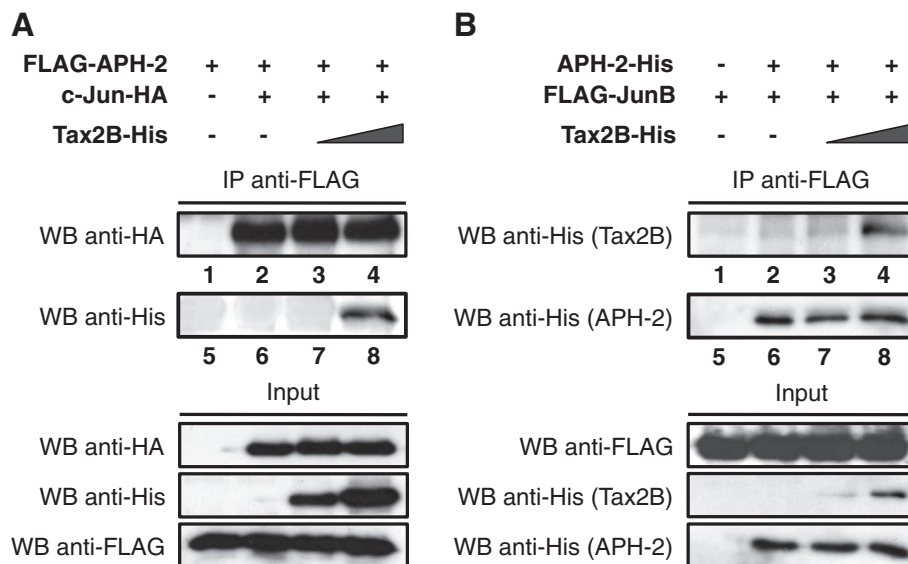 A
FLAG-APH-2 + + + +
c-Jun-HA - + + +
Tax2B-His - -
IP anti-FLAG
WB anti-HA
1 2 3 4
WB anti-His
5 6 7 8
Input
WB anti-HA
WB anti-His
WB anti-FLAG
B
APH-2-His - + + +
FLAG-JunB + + + +
Tax2B-His - -
IP anti-FLAG
WB anti-His (Tax2B)
1 2 3 4
WB anti-His (APH-2)
5 6 7 8
Input
WB anti-FLAG
WB anti-His (Tax2B)
WB anti-His (APH-2)